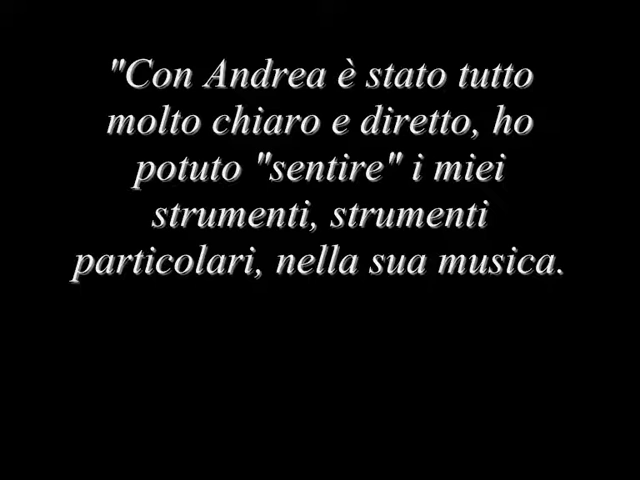 "Con Andrea è stato tutto
molto chiaro e diretto, ho
potuto "sentire" i miei
strumenti, strumenti
particolari, nella sua musica.